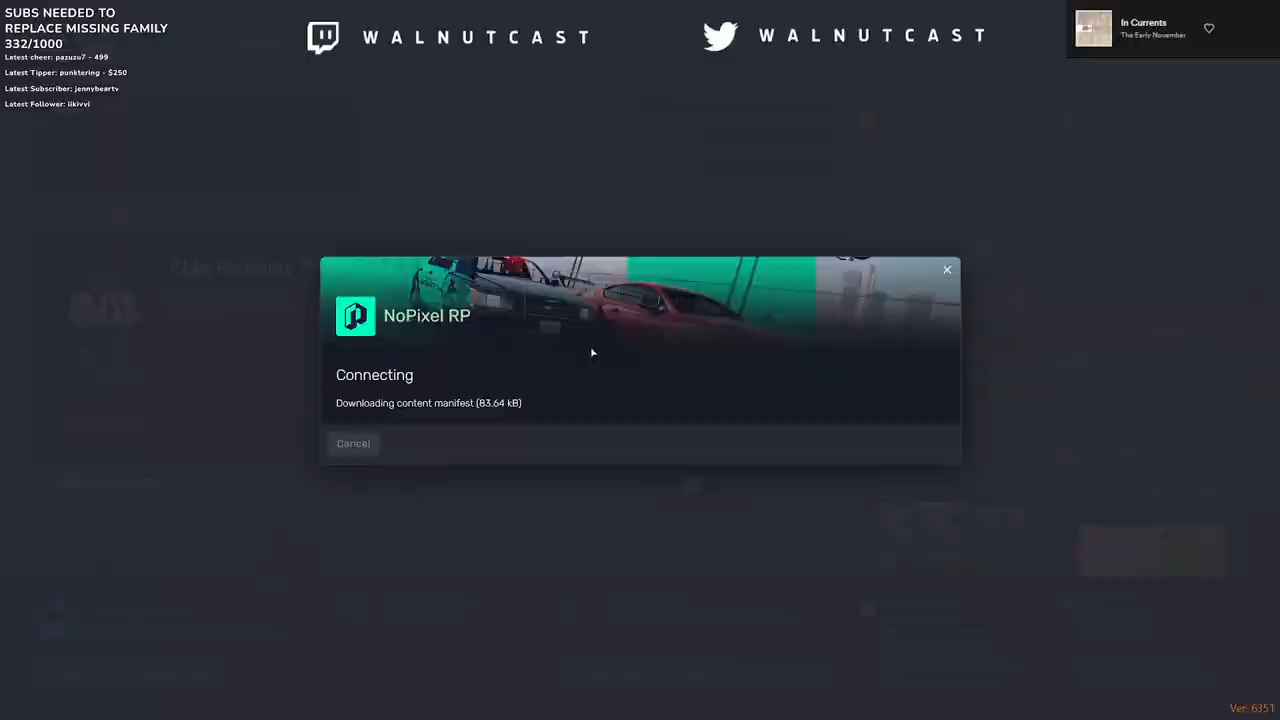 SUBS NEEDED TO
REPLACE MISSING FAMILY
332/1000
Latest cheer: pazuzu7 - 499
Latest Tipper: punktering - $250
Latest Subscriber: jennybeartv
Latest Follower: iikivvi
WALNUTCAST
WALNUTCAST
In Currents
The Early November
NoPixel RP
Connecting
Downloading content manifest (83.64 kB)
Cancel
Ver. 6351